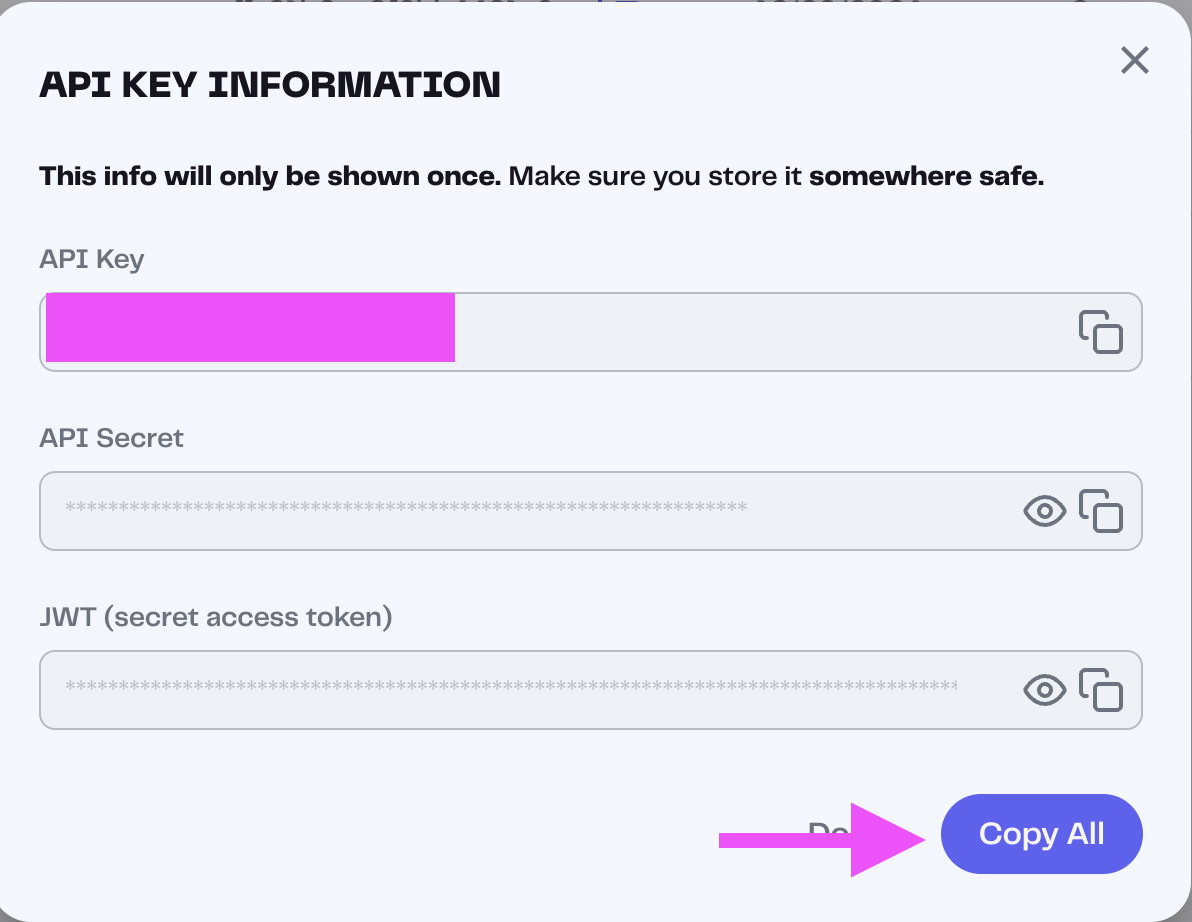 API KEY INFORMATION
This info will only be shown once. Make sure you store it somewhere safe.
API Key
API Secret
****************************************************************
JWT (secret access token)
************************************************************************************
Copy All